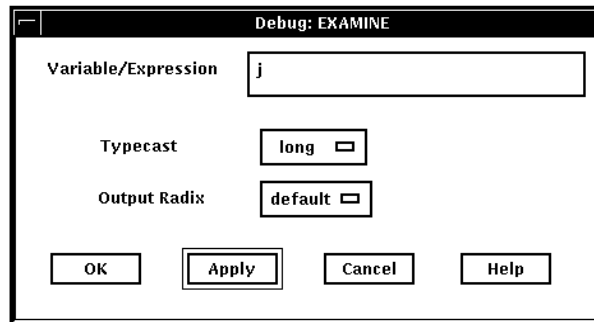 Debug: EXAMINE
Variable/Expression j
Typecast long
Output Radix default
OK Apply Cancel Help